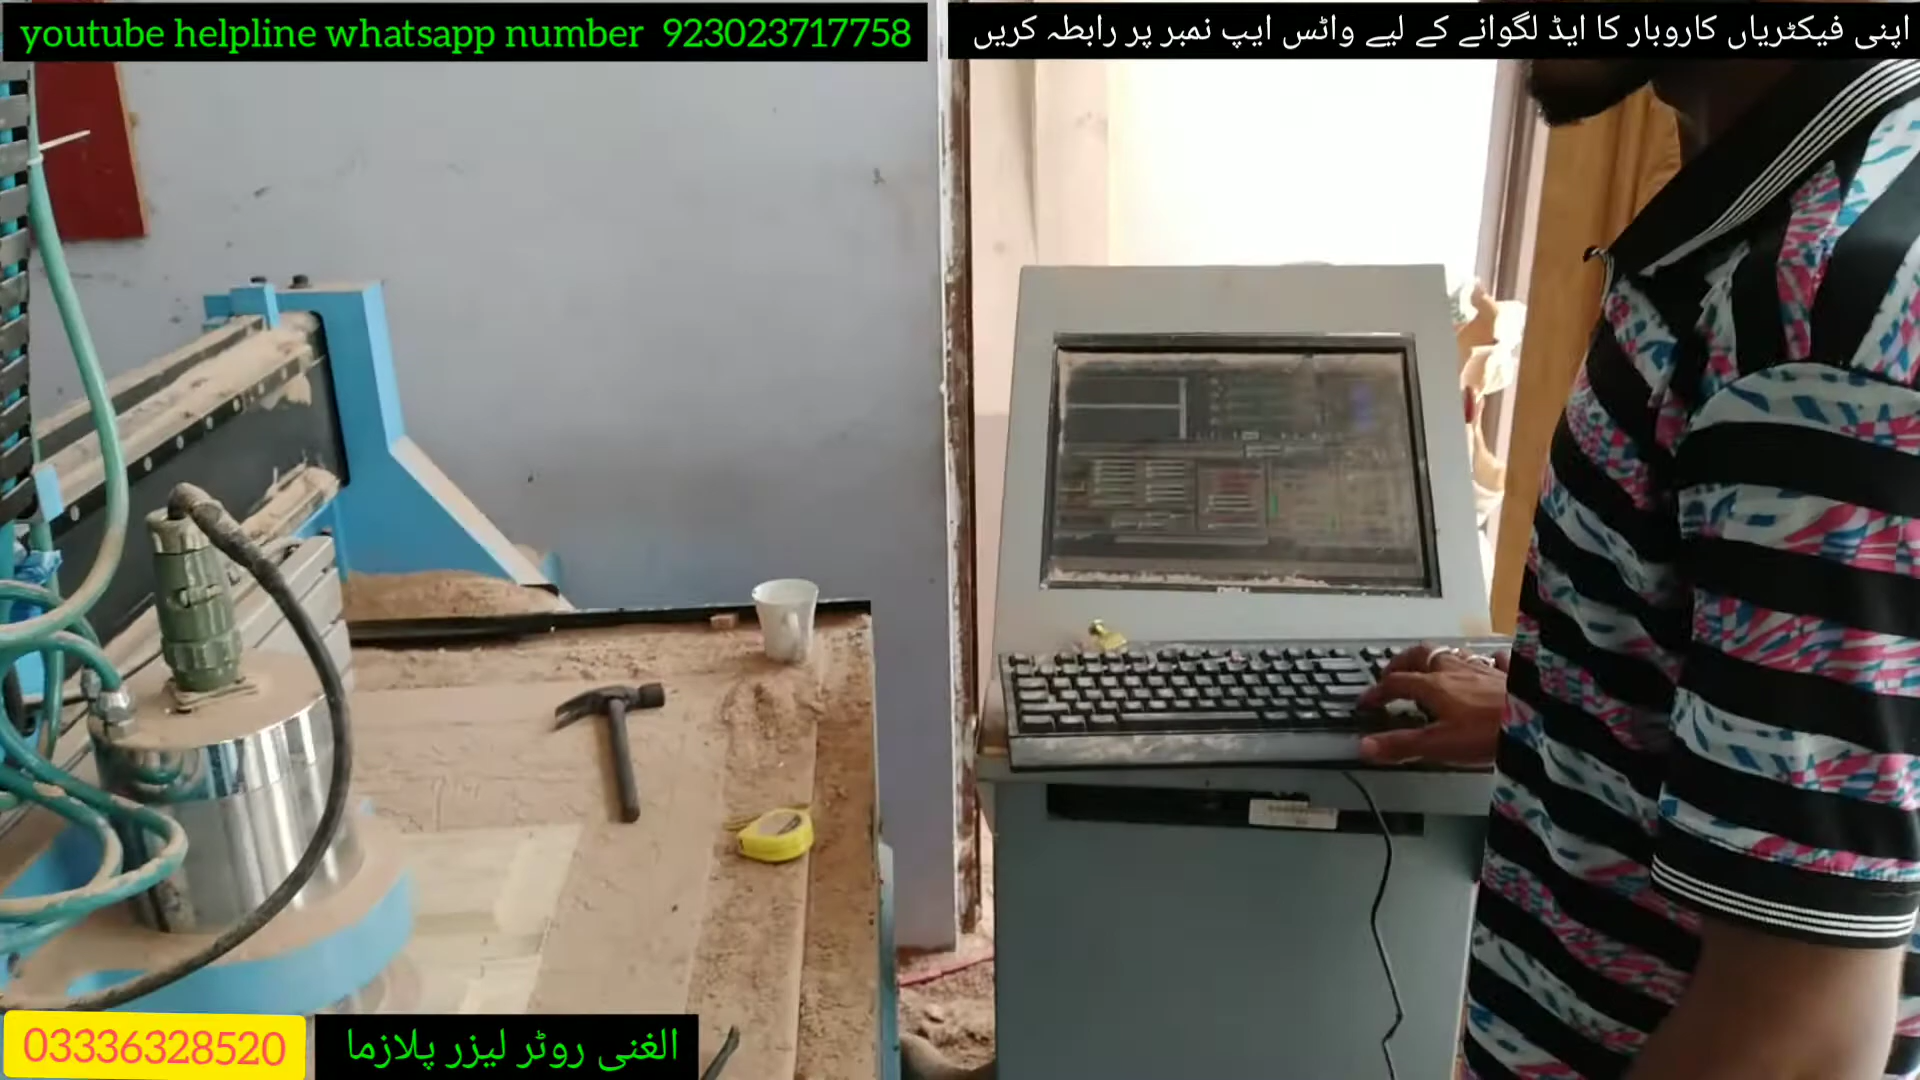 youtube helpline whatsapp number 923023717758
اپنی فیکٹریاں کاروبار کا ایڈ لگوانے کے لیے واٹس ایپ نمبر پر رابطہ کریں
DELL
03336328520
الغنی روٹر لیزر پلازما